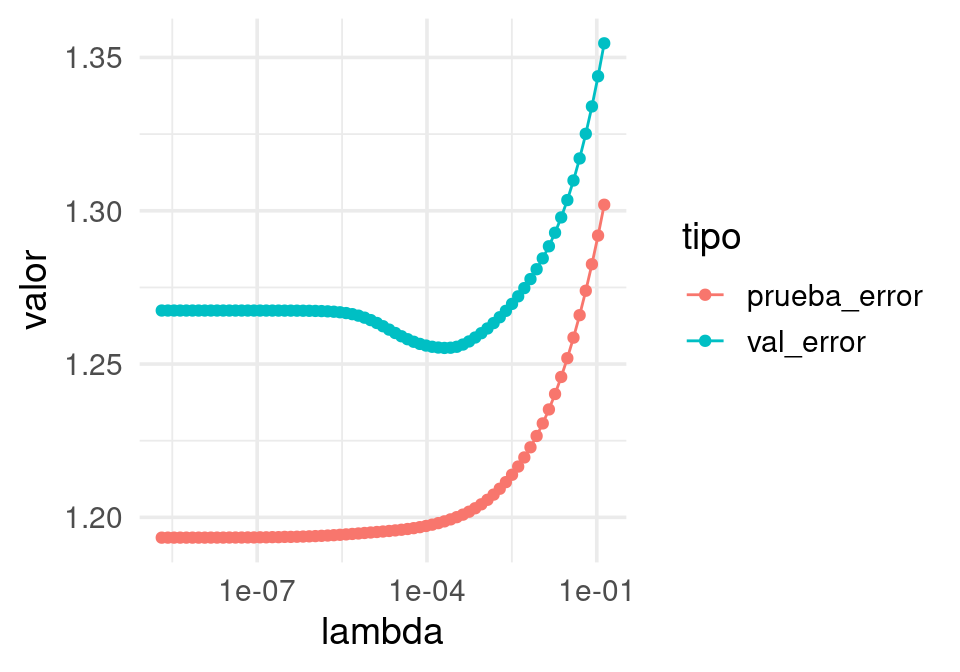 1.35
1.30
1.25
1.20
valor
1e-07
1e-04
1e-01
lambda
tipo
prueba_error
val_error